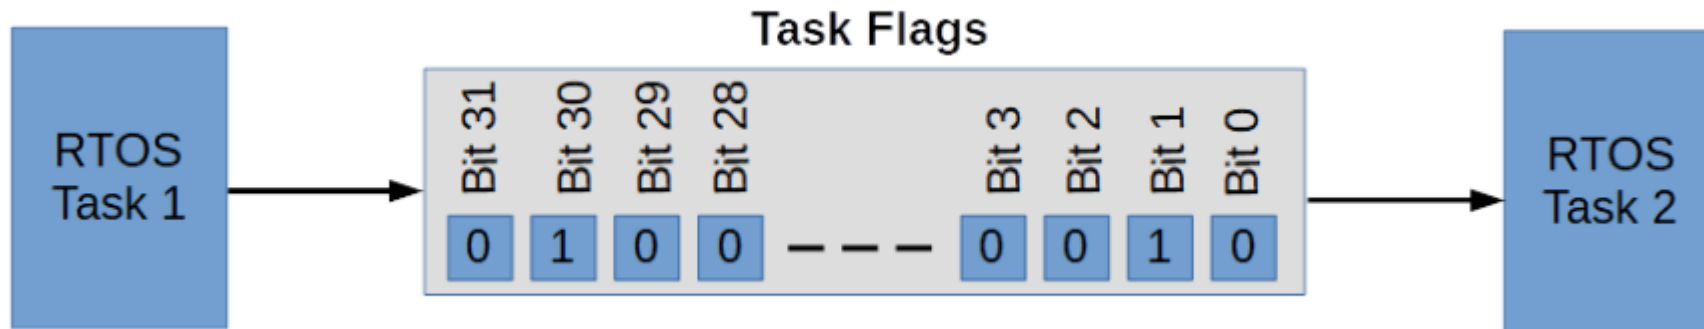 Task Flags
RTOS
Task 1
Bit 31
Bit 30
Bit 29
Bit 28
Bit 3
Bit 2
Bit 1
Bit 0
0 1 0 0 0 0 1 0
RTOS
Task 2